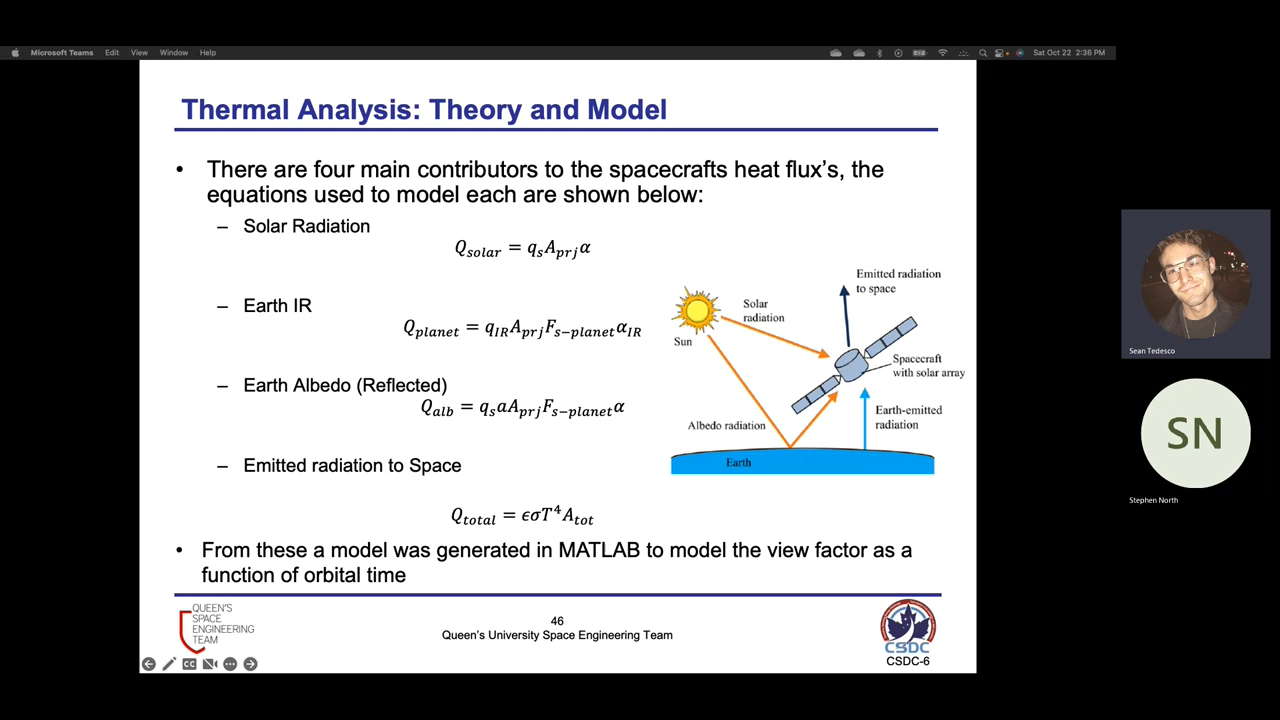 Microsoft Teams Edit View Window Help Sat Oct 22 2:36 PM
Thermal Analysis: Theory and Model
• There are four main contributors to the spacecrafts heat flux's, the
equations used to model each are shown below:
– Solar Radiation
Q_solar = q_s A_prj α
– Earth IR
Q_planet = q_IR A_prj F_s−planet α_IR
– Earth Albedo (Reflected)
Q_alb = q_s a A_prj F_s−planet α
– Emitted radiation to Space
Q_total = ϵσT⁴A_tot
• From these a model was generated in MATLAB to model the view factor as a
function of orbital time
Emitted radiation
to space
Solar
radiation
Sun
Spacecraft
with solar array
Albedo radiation
Earth-emitted
radiation
Earth
QUEEN'S
SPACE
ENGINEERING
TEAM
46
Queen's University Space Engineering Team
CSDC
CSDC-6
CC
Sean Tedesco
SN
Stephen North